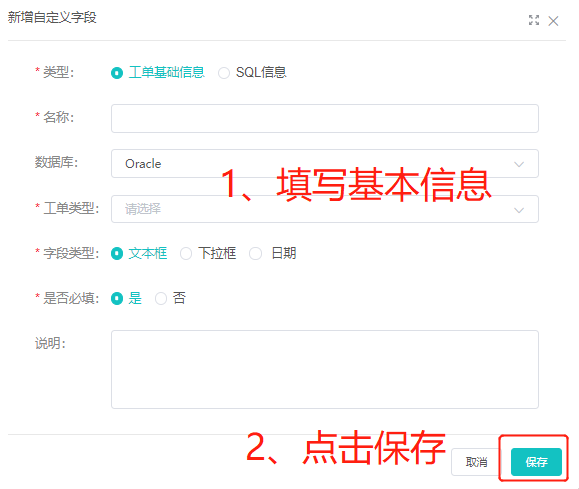 新增自定义字段
* 类型： 工单基础信息 SQL信息
* 名称：
数据库： Oracle
1、填写基本信息
* 工单类型： 请选择
* 字段类型： 文本框 下拉框 日期
* 是否必填： 是 否
说明：
2、点击保存
取消 保存